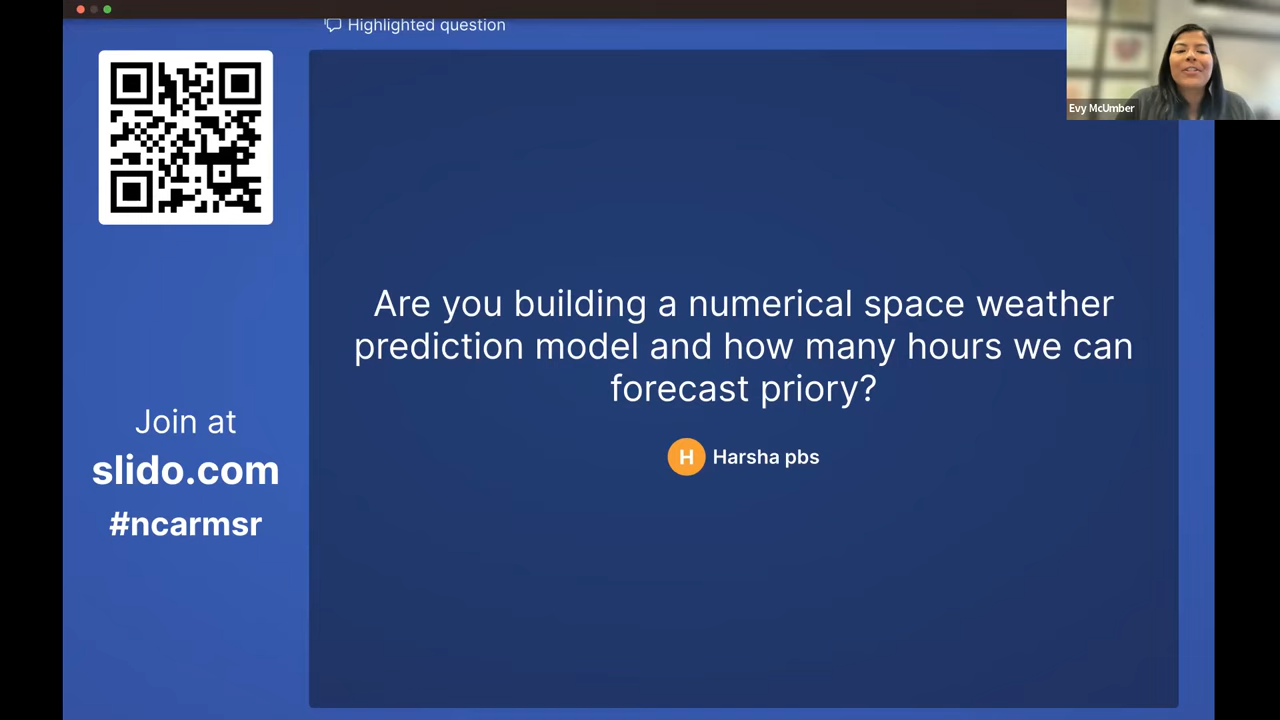 Highlighted question
Evy McUmber
Are you building a numerical space weather
prediction model and how many hours we can
forecast priory?
H Harsha pbs
Join at
slido.com
#ncarmsr